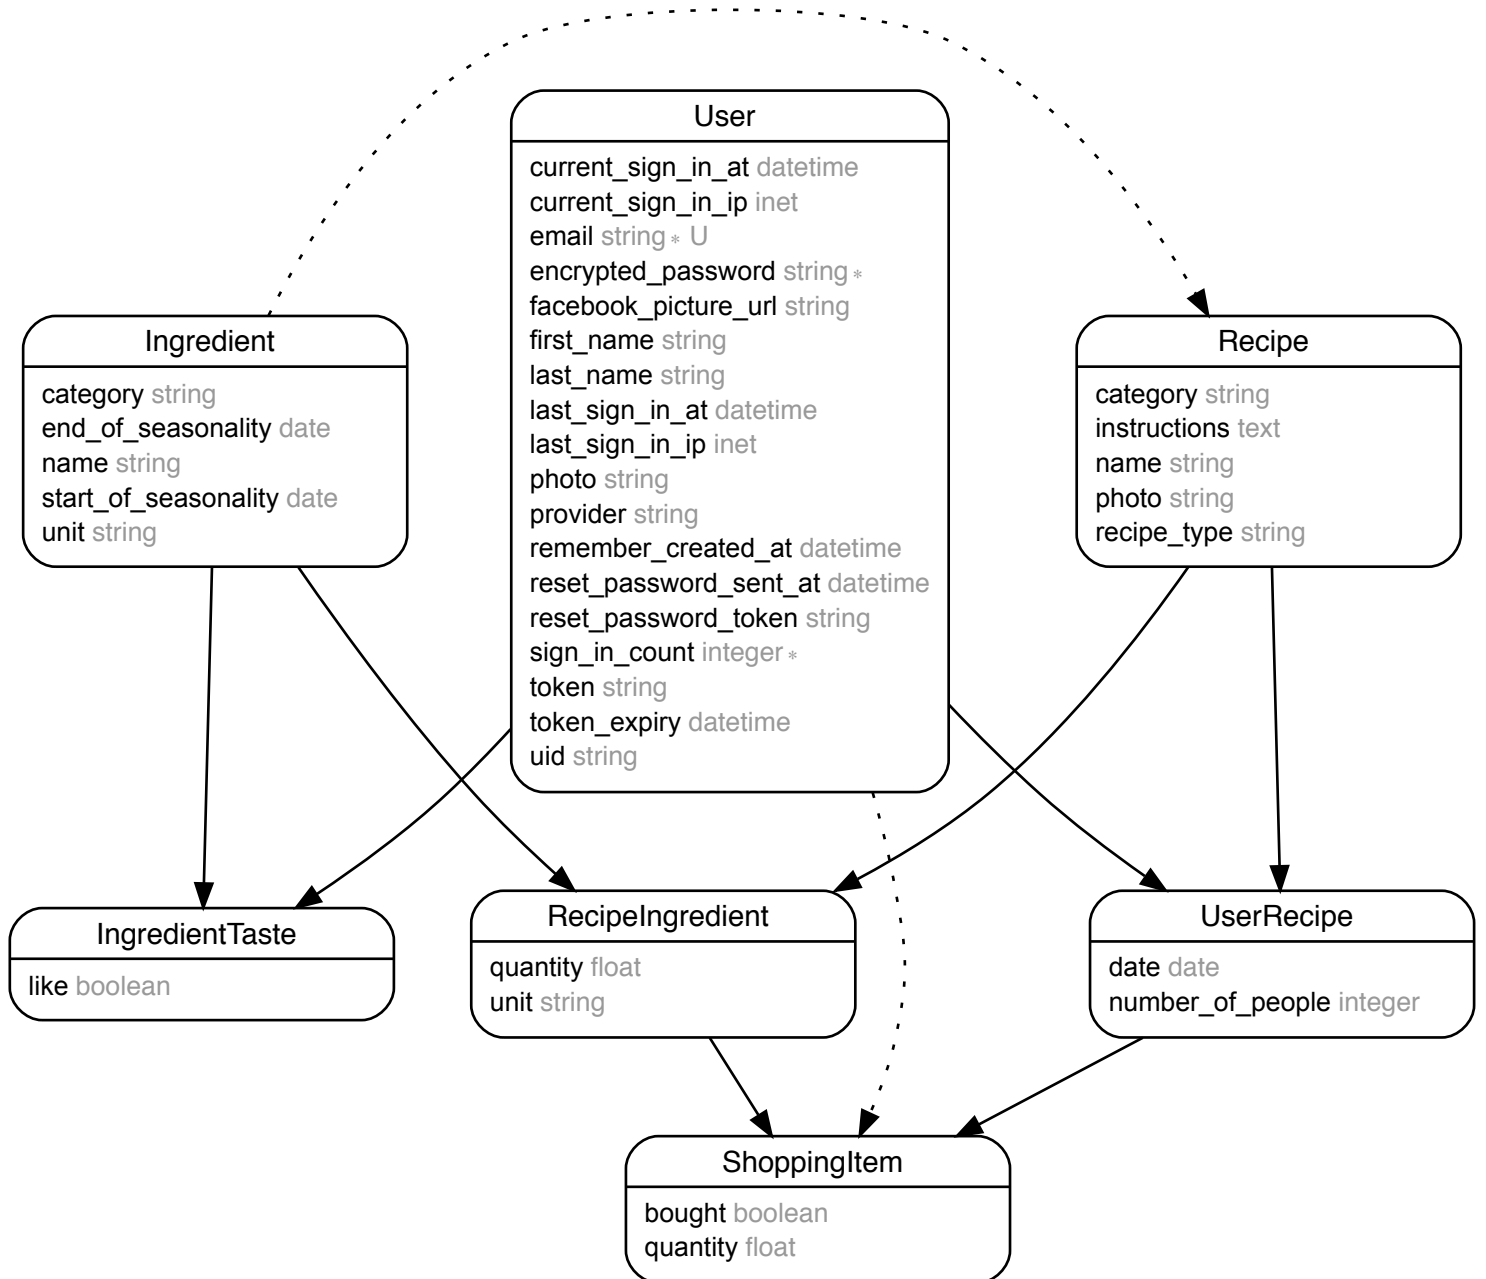 User
current_sign_in_at datetime
current_sign_in_ip inet
email string * U
encrypted_password string *
facebook_picture_url string
first_name string
last_name string
last_sign_in_at datetime
last_sign_in_ip inet
photo string
provider string
remember_created_at datetime
reset_password_sent_at datetime
reset_password_token string
sign_in_count integer *
token string
token_expiry datetime
uid string
Ingredient
category string
end_of_seasonality date
name string
start_of_seasonality date
unit string
Recipe
category string
instructions text
name string
photo string
recipe_type string
IngredientTaste
like boolean
RecipeIngredient
quantity float
unit string
UserRecipe
date date
number_of_people integer
ShoppingItem
bought boolean
quantity float